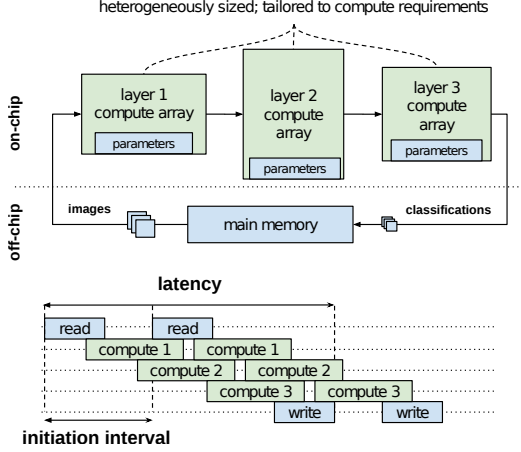 heterogeneously sized; tailored to compute requirements
on-chip
layer 1
compute array
parameters
layer 2
compute
array
parameters
layer 3
compute
array
parameters
off-chip
images
main memory
classifications
latency
read
read
compute 1
compute 1
compute 2
compute 2
compute 3
compute 3
write
write
initiation interval